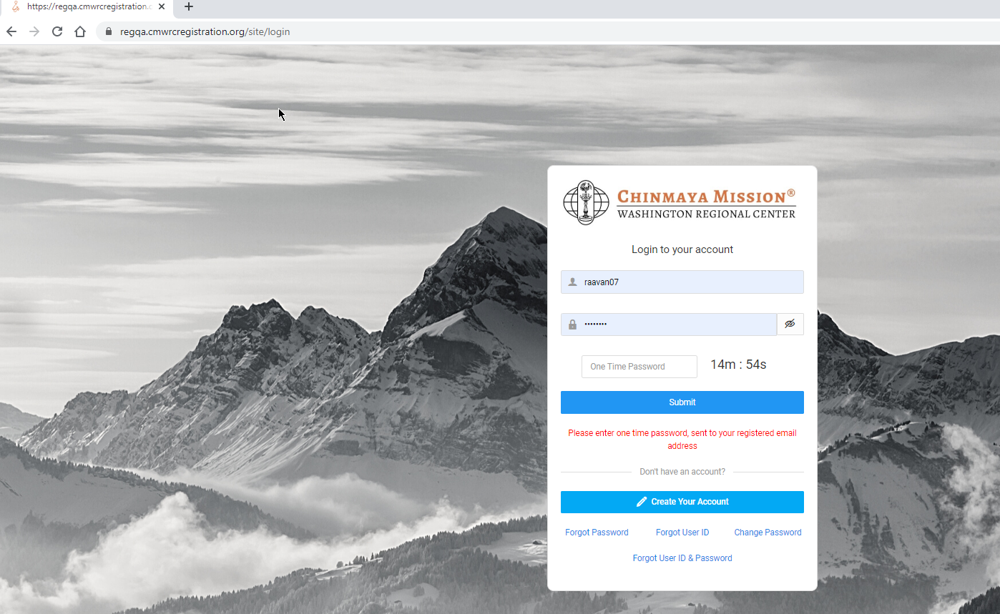 https://regqa.cmwrcregistration.o
regqa.cmwrcregistration.org/site/login
CHINMAYA MISSION®
WASHINGTON REGIONAL CENTER
Login to your account
raavan07
••••••••
One Time Password
14m : 54s
Submit
Please enter one time password, sent to your registered email
address
Don't have an account?
Create Your Account
Forgot Password
Forgot User ID
Change Password
Forgot User ID & Password